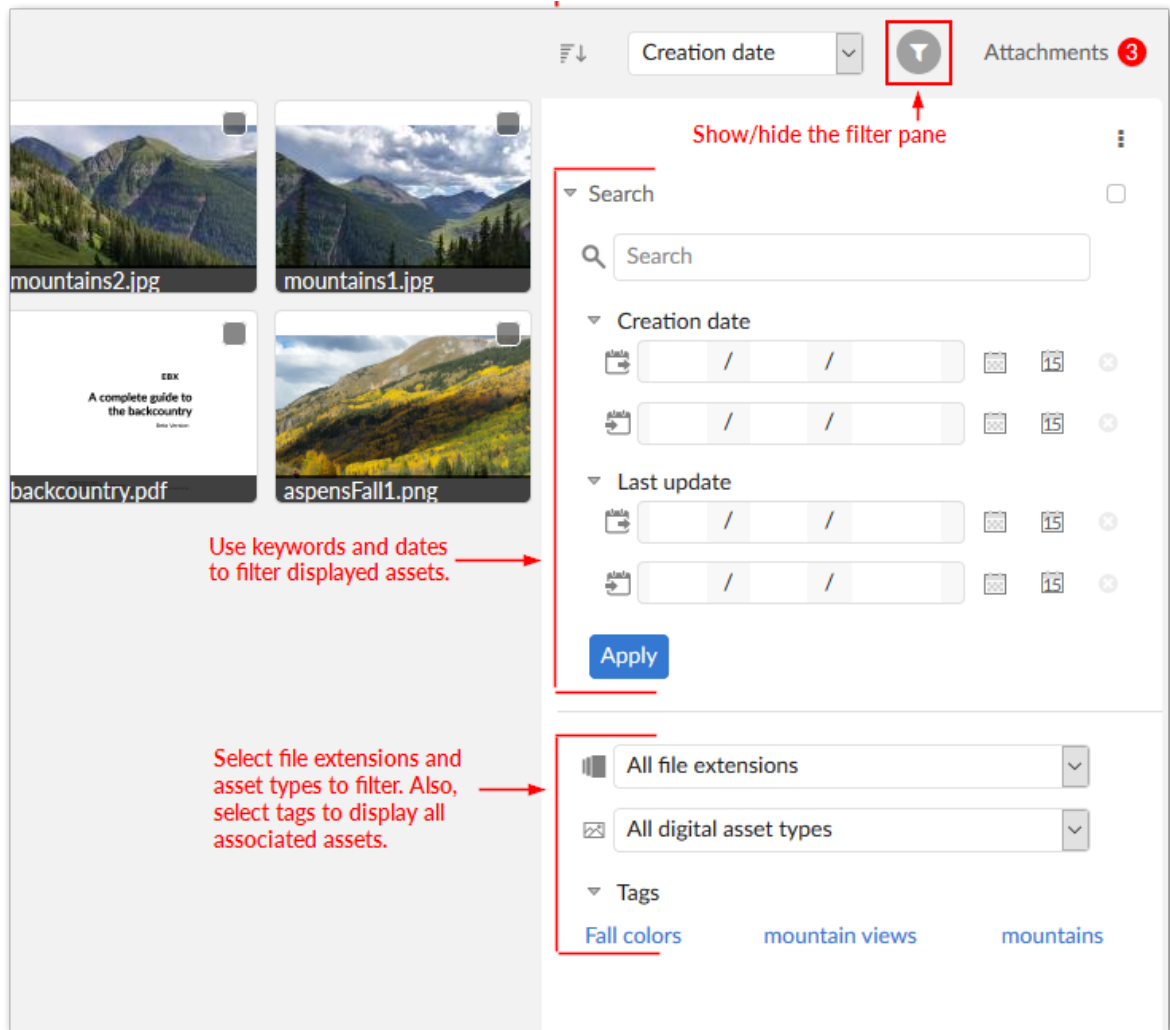 Creation date
Attachments 3
Show/hide the filter pane
mountains2.jpg
mountains1.jpg
EBX
A complete guide to
the backcountry
Beta Version
backcountry.pdf
aspensFall1.png
Use keywords and dates
to filter displayed assets.
Search
Search
Creation date
/ /
15
/ /
15
Last update
/ /
15
/ /
15
Apply
Select file extensions and
asset types to filter. Also,
select tags to display all
associated assets.
All file extensions
All digital asset types
Tags
Fall colors
mountain views
mountains